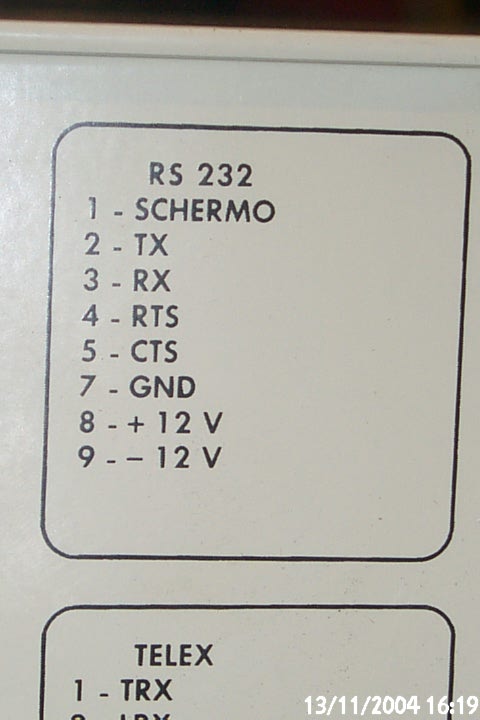 RS 232
1 - SCHERMO
2 - TX
3 - RX
4 - RTS
5 - CTS
7 - GND
8 - + 12 V
9 - – 12 V
TELEX
1 - TRX
13/11/2004 16:19